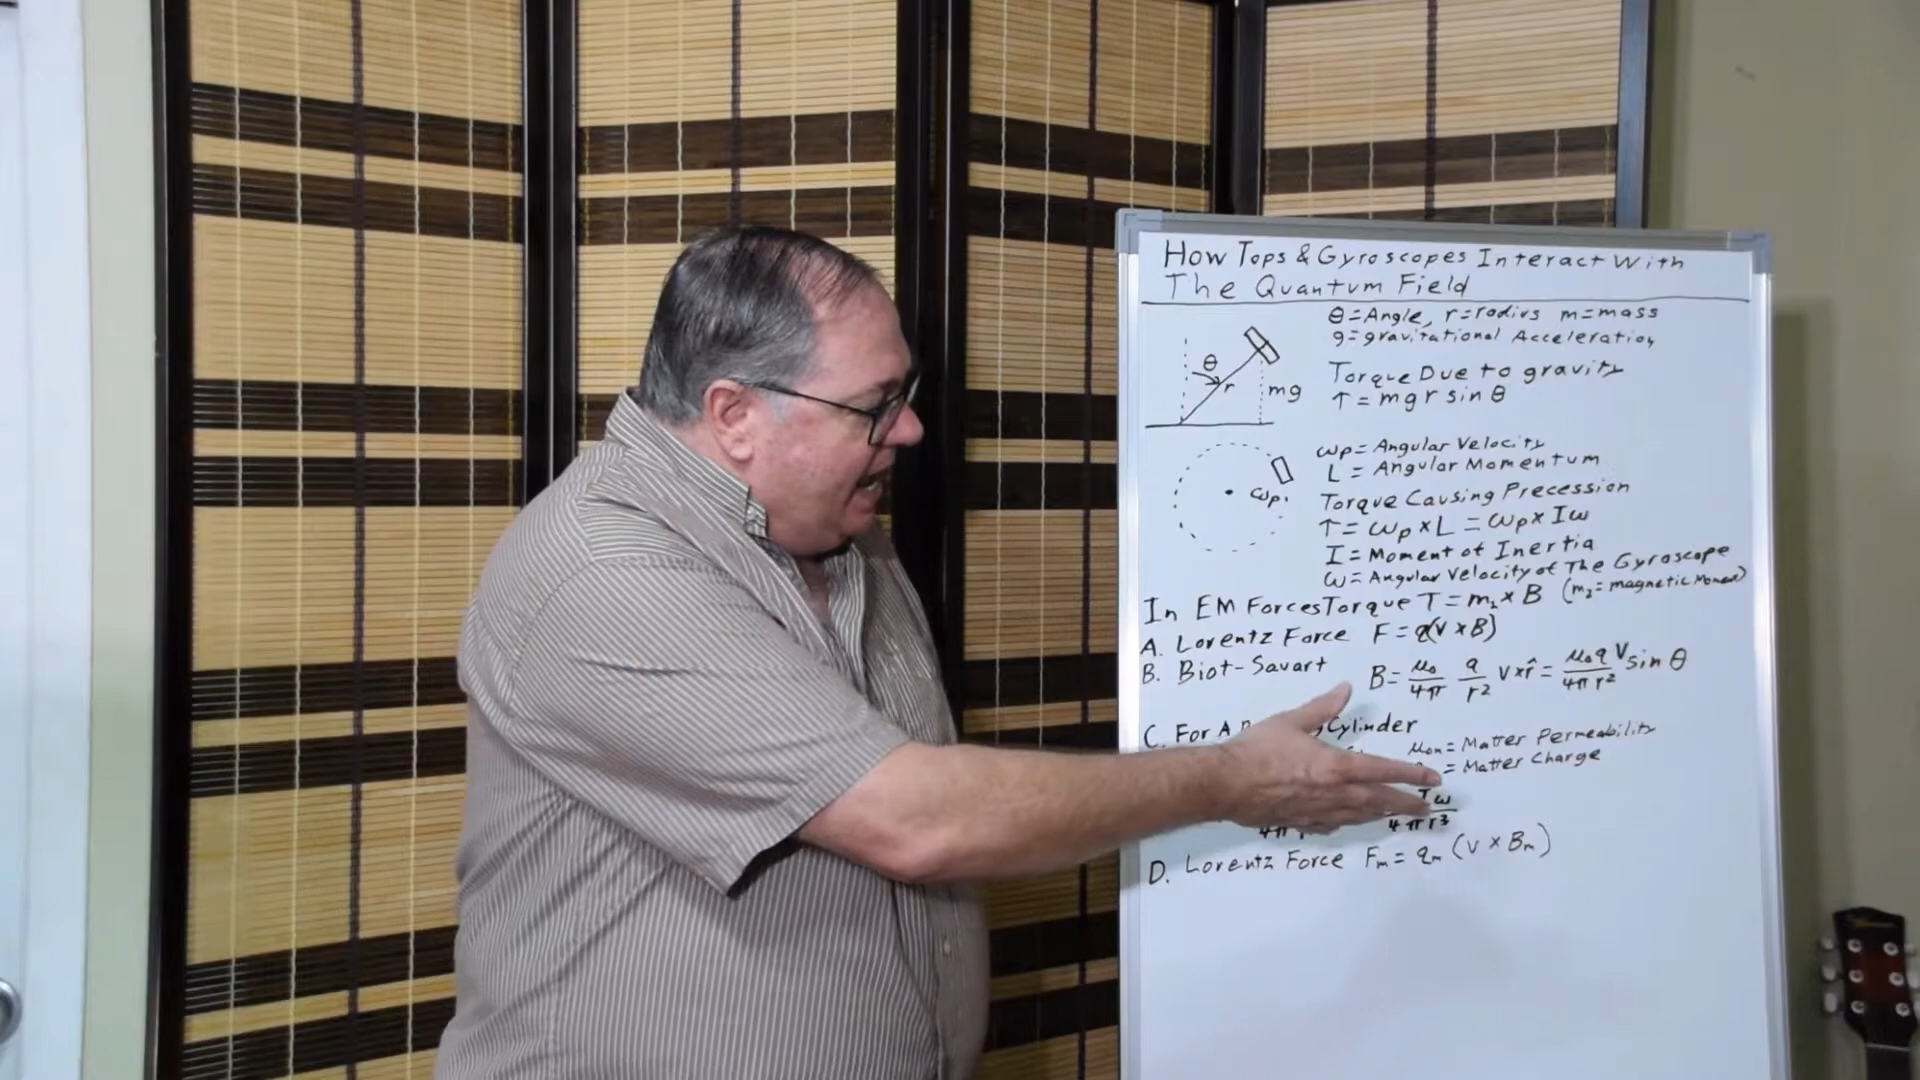 How Tops & Gyroscopes Interact With
The Quantum Field
θ = Angle, r = radius m = mass
g = gravitational Acceleration
θ
r
mg
Torque Due to gravity
τ = mgr sin θ
ωp = Angular Velocity
L = Angular Momentum
ωp
Torque Causing Precession
τ = ωp × L = ωp × Iω
I = Moment of Inertia
ω = Angular Velocity of The Gyroscope
In EM Forces Torque T = m₂ × B (m₂ = magnetic Moment)
A. Lorentz Force F = q(V × B)
B. Biot-Savart B = μ₀/4π q/r² V × r̂ = μ₀qV/4πr² sin θ
C. For A Cylinder
= Matter Permeability
= Matter Charge
Iω/4πr³
D. Lorentz Force Fm = qm (V × Bm)